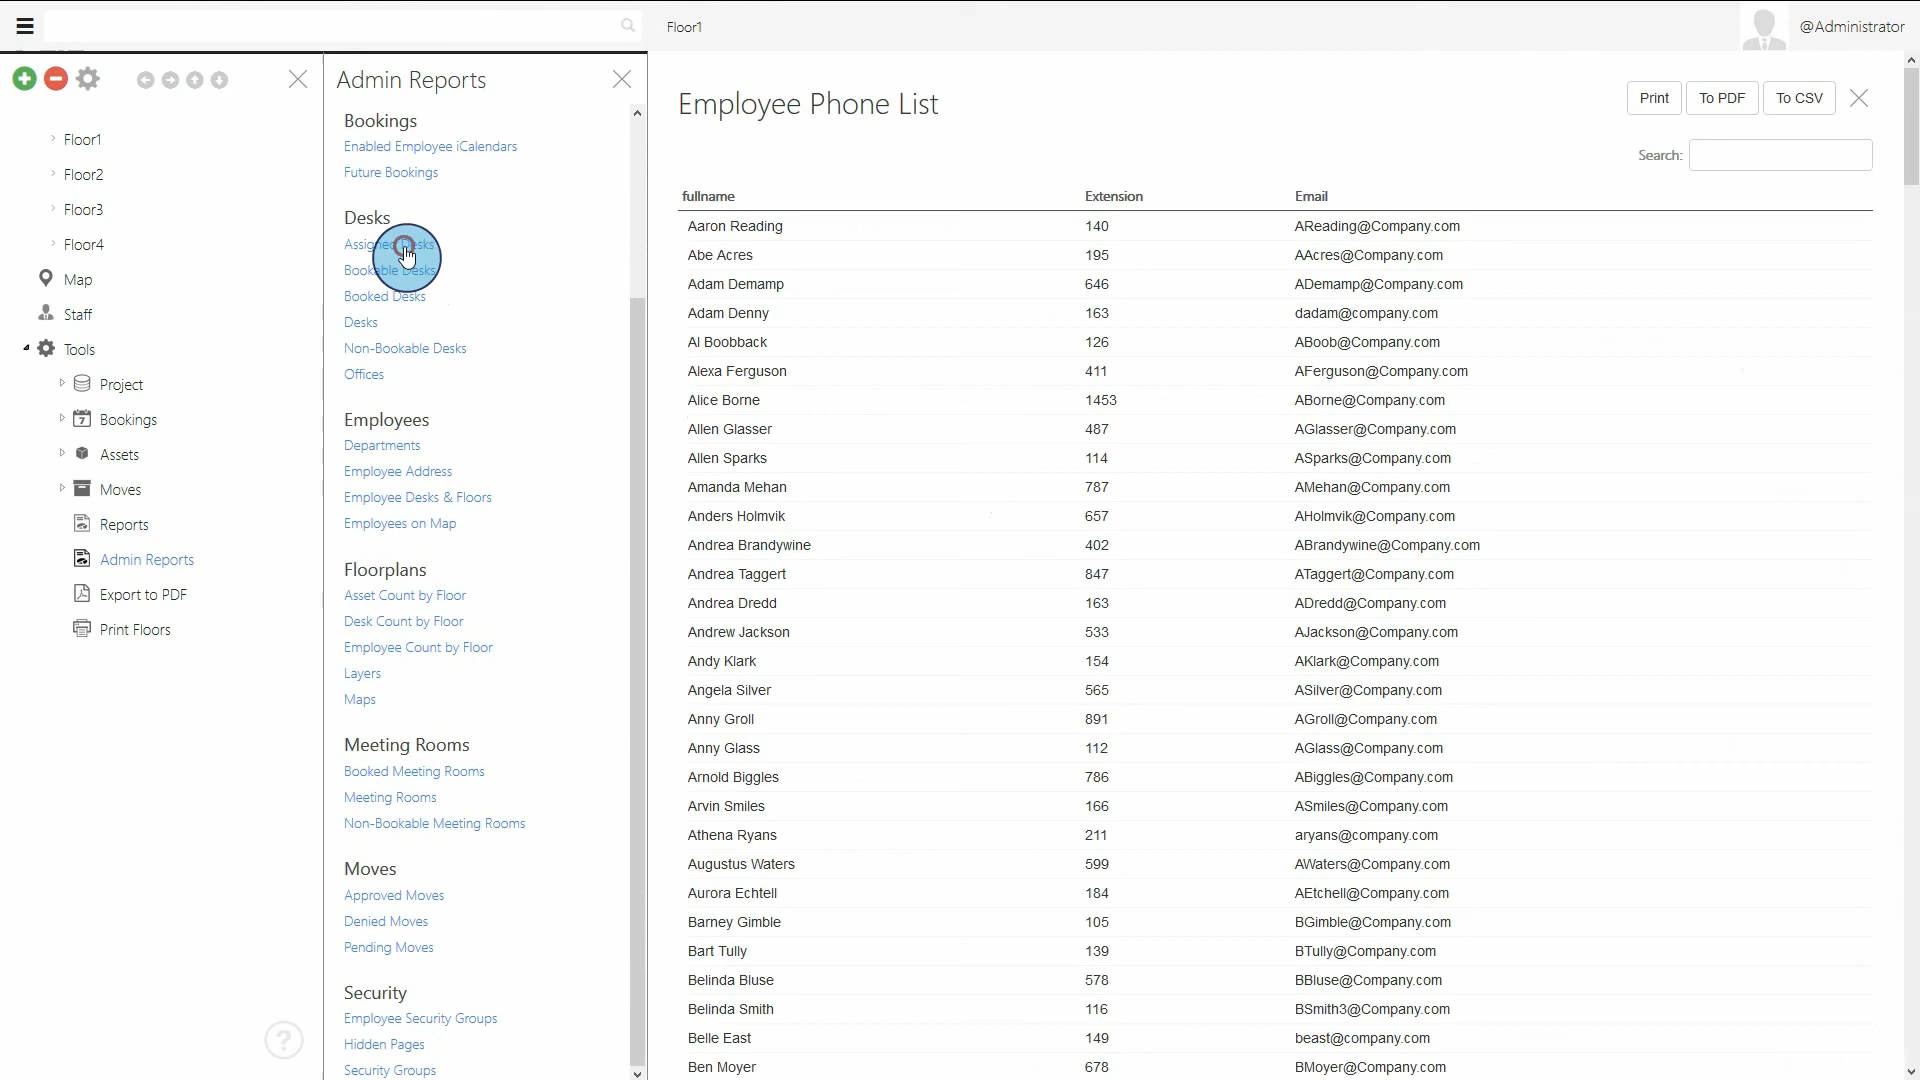 Floor1
@Administrator
Floor1
Floor2
Floor3
Floor4
Map
Staff
Tools
Project
7
Bookings
Assets
Moves
Reports
Admin Reports
Export to PDF
Print Floors
?
Admin Reports
Bookings
Enabled Employee iCalendars
Future Bookings
Desks
Assigned Desks
Bookable Desks
Booked Desks
Desks
Non-Bookable Desks
Offices
Employees
Departments
Employee Address
Employee Desks & Floors
Employees on Map
Floorplans
Asset Count by Floor
Desk Count by Floor
Employee Count by Floor
Layers
Maps
Meeting Rooms
Booked Meeting Rooms
Meeting Rooms
Non-Bookable Meeting Rooms
Moves
Approved Moves
Denied Moves
Pending Moves
Security
Employee Security Groups
Hidden Pages
Security Groups
Employee Phone List
Print To PDF To CSV
Search:
fullname Extension Email
Aaron Reading 140 AReading@Company.com
Abe Acres 195 AAcres@Company.com
Adam Demamp 646 ADemamp@Company.com
Adam Denny 163 dadam@company.com
Al Boobback 126 ABoob@Company.com
Alexa Ferguson 411 AFerguson@Company.com
Alice Borne 1453 ABorne@Company.com
Allen Glasser 487 AGlasser@Company.com
Allen Sparks 114 ASparks@Company.com
Amanda Mehan 787 AMehan@Company.com
Anders Holmvik 657 AHolmvik@Company.com
Andrea Brandywine 402 ABrandywine@Company.com
Andrea Taggert 847 ATaggert@Company.com
Andrea Dredd 163 ADredd@Company.com
Andrew Jackson 533 AJackson@Company.com
Andy Klark 154 AKlark@Company.com
Angela Silver 565 ASilver@Company.com
Anny Groll 891 AGroll@Company.com
Anny Glass 112 AGlass@Company.com
Arnold Biggles 786 ABiggles@Company.com
Arvin Smiles 166 ASmiles@Company.com
Athena Ryans 211 aryans@company.com
Augustus Waters 599 AWaters@Company.com
Aurora Echtell 184 AEtchell@Company.com
Barney Gimble 105 BGimble@Company.com
Bart Tully 139 BTully@Company.com
Belinda Bluse 578 BBluse@Company.com
Belinda Smith 116 BSmith3@Company.com
Belle East 149 beast@company.com
Ben Moyer 678 BMoyer@Company.com